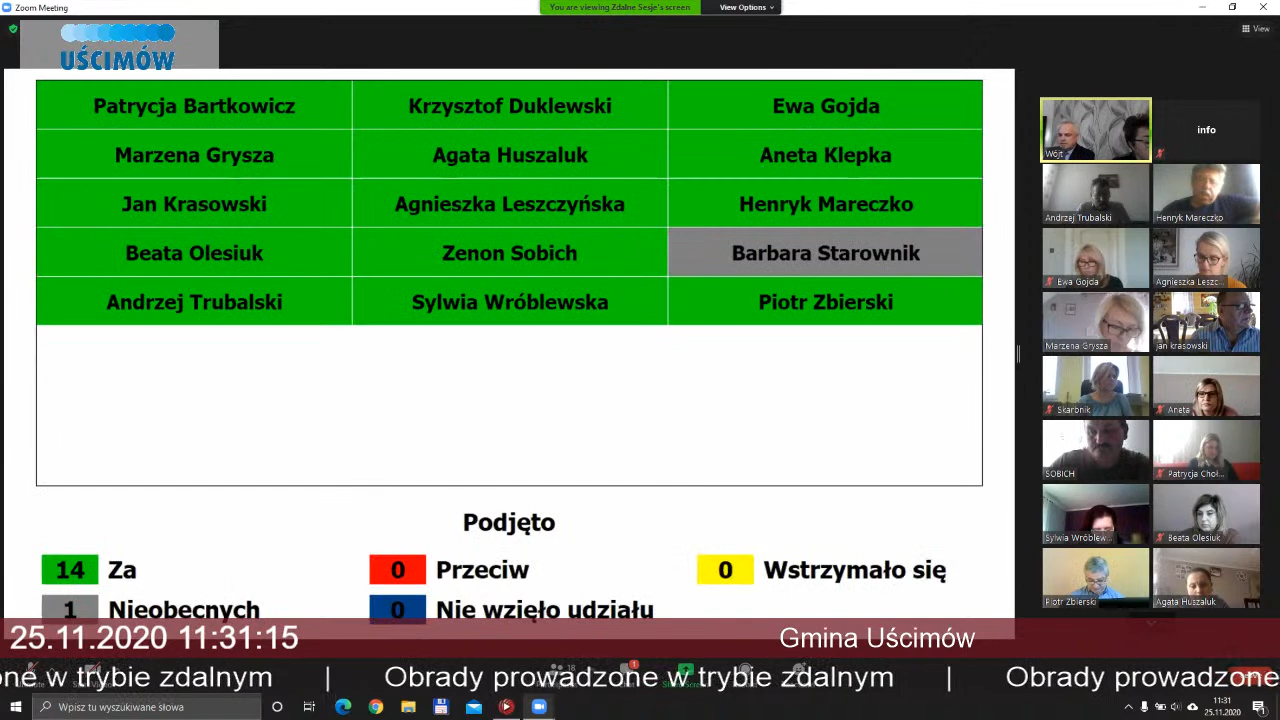 Zoom Meeting
You are viewing Zdalne Sesje's screen
View Options
View
UŚCIMÓW
Patrycja Bartkowicz
Krzysztof Duklewski
Ewa Gojda
Marzena Grysza
Agata Huszaluk
Aneta Klepka
Jan Krasowski
Agnieszka Leszczyńska
Henryk Mareczko
Beata Olesiuk
Zenon Sobich
Barbara Starownik
Andrzej Trubalski
Sylwia Wróblewska
Piotr Zbierski
Podjęto
14 Za
0 Przeciw
0 Wstrzymało się
1 Nieobecnych
0 Nie wzięło udziału
Wójt
info
Andrzej Trubalski
Henryk Mareczko
Ewa Gojda
Agnieszka Leszc...
Marzena Grysza
jan krasowski
Skarbnik
Aneta
SOBICH
Patrycja Choł...
Sylwia Wróblew...
Beata Olesiuk
Piotr Zbierski
Agata Huszaluk
25.11.2020 11:31:15
Gmina Uścimów
one w trybie zdalnym | Obrady prowadzone w trybie zdalnym | Obrady prowadzone
Wpisz tu wyszukiwane słowa
11:31
25.11.2020